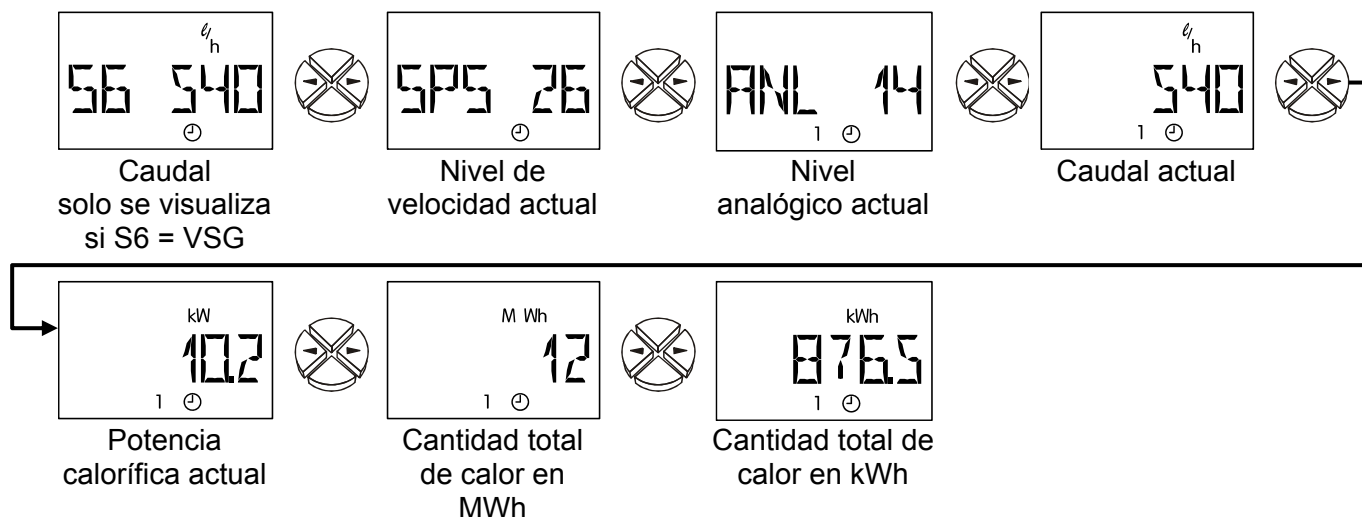 l/h
S6 540
Caudal
solo se visualiza
si S6 = VSG
SPS 26
Nivel de
velocidad actual
ANL 14
1
Nivel
analógico actual
l/h
540
1
Caudal actual
kW
10.2
1
Potencia
calorífica actual
M Wh
12
1
Cantidad total
de calor en
MWh
kWh
876.5
1
Cantidad total de
calor en kWh